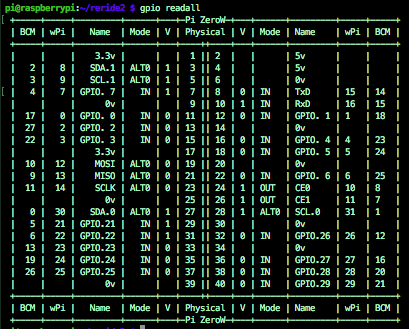 pi@raspberrypi:~/reride2 $ gpio readall
+-----+-----+---------+------+---+-Pi ZeroW-+---+------+---------+-----+-----+
| BCM | wPi |   Name  | Mode | V | Physical | V | Mode | Name    | wPi | BCM |
+-----+-----+---------+------+---+----++----+---+------+---------+-----+-----+
|     |     |    3.3v |      |   |  1 || 2  |   |      | 5v      |     |     |
|   2 |   8 |   SDA.1 | ALT0 | 1 |  3 || 4  |   |      | 5v      |     |     |
|   3 |   9 |   SCL.1 | ALT0 | 1 |  5 || 6  |   |      | 0v      |     |     |
|   4 |   7 | GPIO. 7 |   IN | 1 |  7 || 8  | 0 | IN   | TxD     | 15  | 14  |
|     |     |      0v |      |   |  9 || 10 | 1 | IN   | RxD     | 16  | 15  |
|  17 |   0 | GPIO. 0 |   IN | 0 | 11 || 12 | 0 | IN   | GPIO. 1 | 1   | 18  |
|  27 |   2 | GPIO. 2 |   IN | 0 | 13 || 14 |   |      | 0v      |     |     |
|  22 |   3 | GPIO. 3 |   IN | 0 | 15 || 16 | 0 | IN   | GPIO. 4 | 4   | 23  |
|     |     |    3.3v |      |   | 17 || 18 | 0 | IN   | GPIO. 5 | 5   | 24  |
|  10 |  12 |    MOSI | ALT0 | 0 | 19 || 20 |   |      | 0v      |     |     |
|   9 |  13 |    MISO | ALT0 | 0 | 21 || 22 | 0 | IN   | GPIO. 6 | 6   | 25  |
|  11 |  14 |    SCLK | ALT0 | 0 | 23 || 24 | 1 | OUT  | CE0     | 10  | 8   |
|     |     |      0v |      |   | 25 || 26 | 1 | OUT  | CE1     | 11  | 7   |
|   0 |  30 |   SDA.0 | ALT0 | 1 | 27 || 28 | 1 | ALT0 | SCL.0   | 31  | 1   |
|   5 |  21 | GPIO.21 |   IN | 1 | 29 || 30 |   |      | 0v      |     |     |
|   6 |  22 | GPIO.22 |   IN | 1 | 31 || 32 | 0 | IN   | GPIO.26 | 26  | 12  |
|  13 |  23 | GPIO.23 |   IN | 0 | 33 || 34 |   |      | 0v      |     |     |
|  19 |  24 | GPIO.24 |   IN | 0 | 35 || 36 | 0 | IN   | GPIO.27 | 27  | 16  |
|  26 |  25 | GPIO.25 |   IN | 0 | 37 || 38 | 0 | IN   | GPIO.28 | 28  | 20  |
|     |     |      0v |      |   | 39 || 40 | 0 | IN   | GPIO.29 | 29  | 21  |
+-----+-----+---------+------+---+----++----+---+------+---------+-----+-----+
| BCM | wPi |   Name  | Mode | V | Physical | V | Mode | Name    | wPi | BCM |
+-----+-----+---------+------+---+-Pi ZeroW-+---+------+---------+-----+-----+